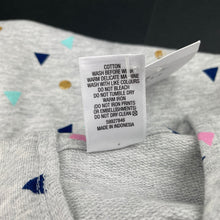 COTTON
WASH BEFORE WEAR
WARM DELICATE MACHINE
WASH WITH LIKE COLOURS
DO NOT BLEACH
DO NOT TUMBLE DRY
WARM IRON
DO NOT IRON PRINTS
OR EMBELLISHMENTS
DO NOT DRY CLEAN
MADE IN INDONESIA